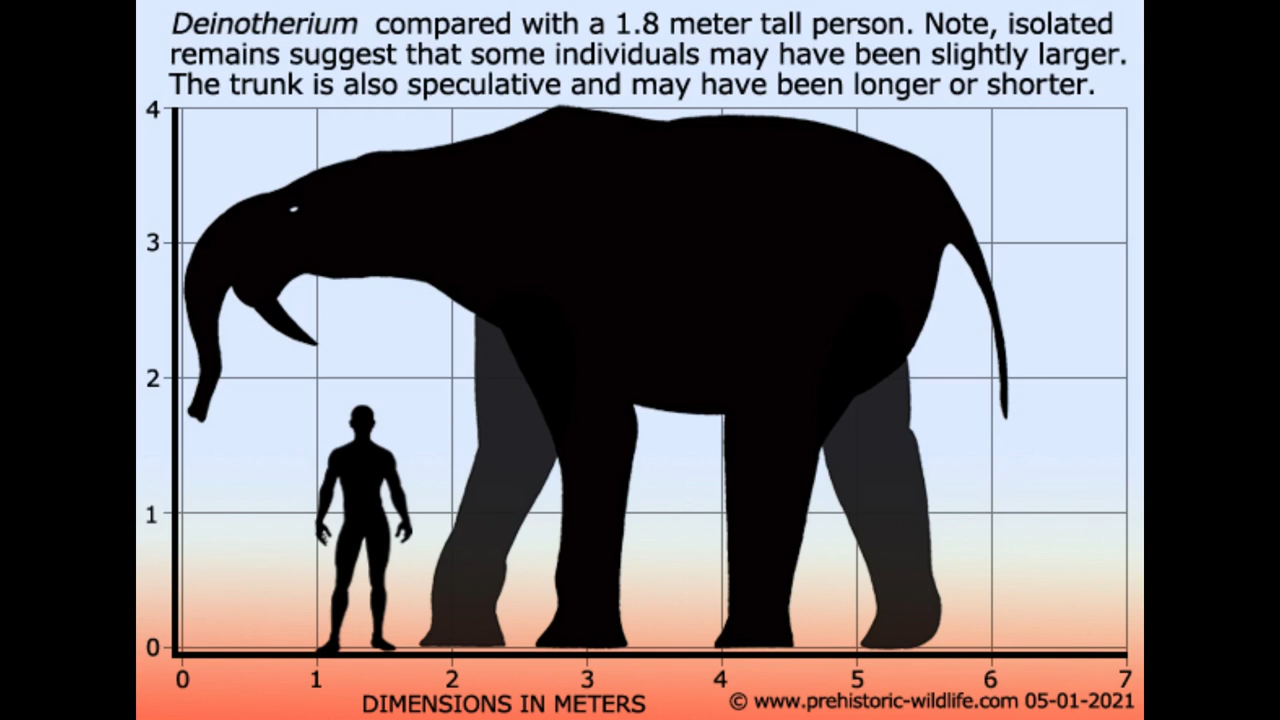 Deinotherium compared with a 1.8 meter tall person. Note, isolated
remains suggest that some individuals may have been slightly larger.
The trunk is also speculative and may have been longer or shorter.
4
3
2
1
0
0 1 2 3 4 5 6 7
DIMENSIONS IN METERS © www.prehistoric-wildlife.com 05-01-2021